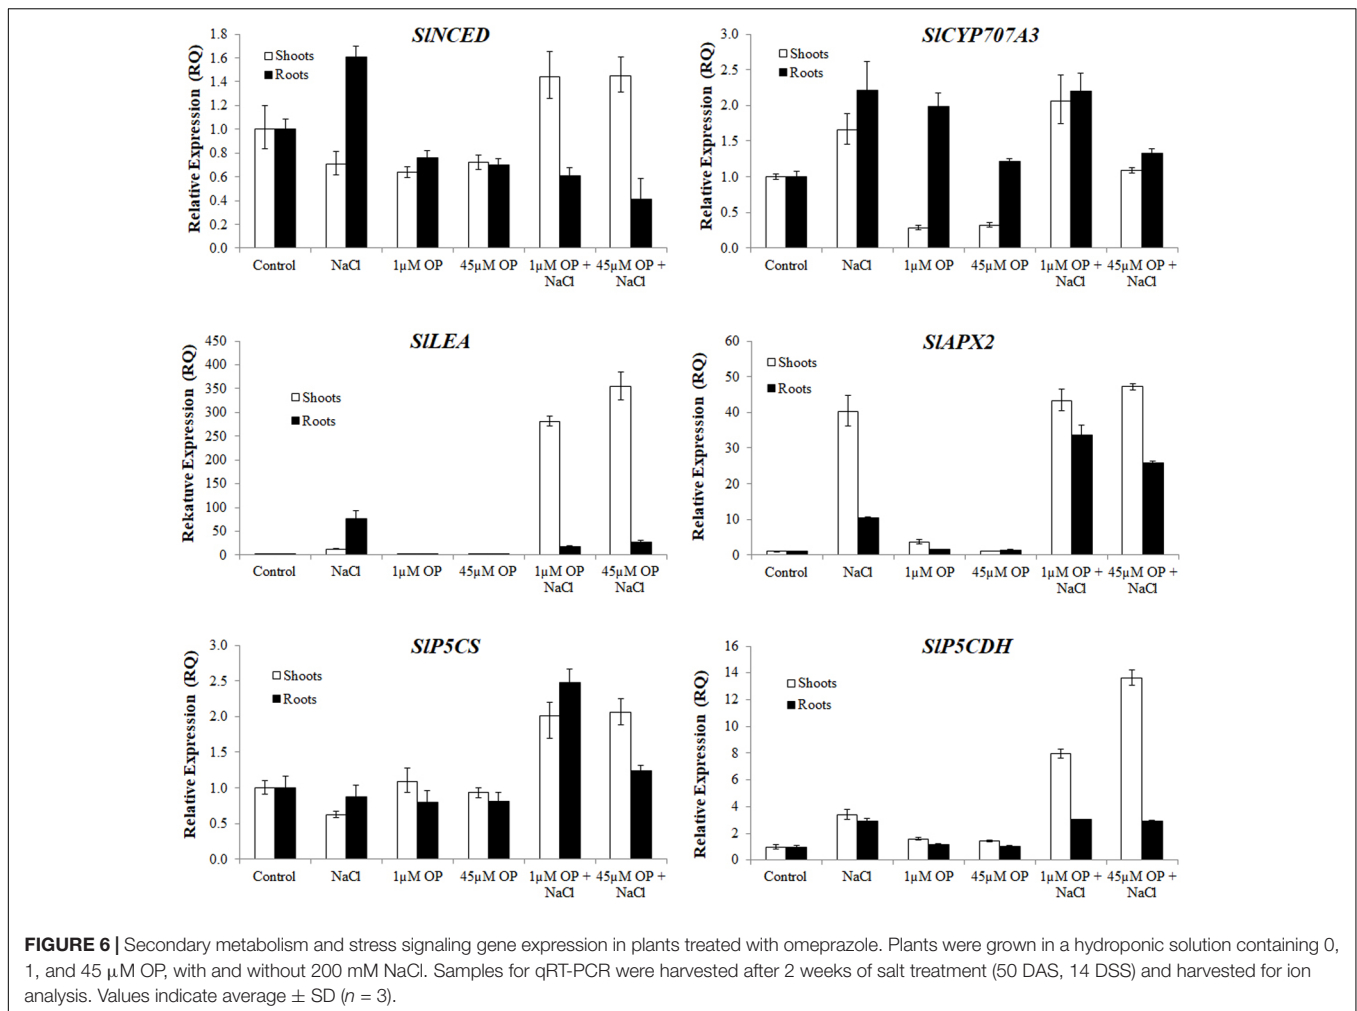 SlNCED
Relative Expression (RQ)
1.8
1.6
1.4
1.2
1.0
0.8
0.6
0.4
0.2
0.0
Shoots
Roots
Control NaCl 1µM OP 45µM OP 1µM OP + 45µM OP +
NaCl NaCl
SlCYP707A3
Relative Expression (RQ)
3.0
2.5
2.0
1.5
1.0
0.5
0.0
Shoots
Roots
Control NaCl 1µM OP 45µM OP 1µM OP + 45µM OP +
NaCl NaCl
SlLEA
Rekatuve Expression (RQ)
450
400
350
300
250
200
150
100
50
0
Shoots
Roots
Control NaCl 1µM OP 45µM OP 1µM OP 45µM OP
NaCl NaCl
SlAPX2
Relative Expression (RQ)
60
50
40
30
20
10
0
Shoots
Roots
Control NaCl 1µM OP 45µM OP 1µM OP + 45µM OP +
NaCl NaCl
SlP5CS
Relative Expression (RQ)
3.0
2.5
2.0
1.5
1.0
0.5
0.0
Shoots
Roots
Control NaCl 1µM OP 45µM OP 1µM OP + 45µM OP +
NaCl NaCl
SlP5CDH
Relative Expression (RQ)
16
14
12
10
8
6
4
2
0
Shoots
Roots
Control NaCl 1µM OP 45µM OP 1µM OP + 45µM OP +
NaCl NaCl
FIGURE 6 | Secondary metabolism and stress signaling gene expression in plants treated with omeprazole. Plants were grown in a hydroponic solution containing 0,
1, and 45 µM OP, with and without 200 mM NaCl. Samples for qRT-PCR were harvested after 2 weeks of salt treatment (50 DAS, 14 DSS) and harvested for ion
analysis. Values indicate average ± SD (n = 3).